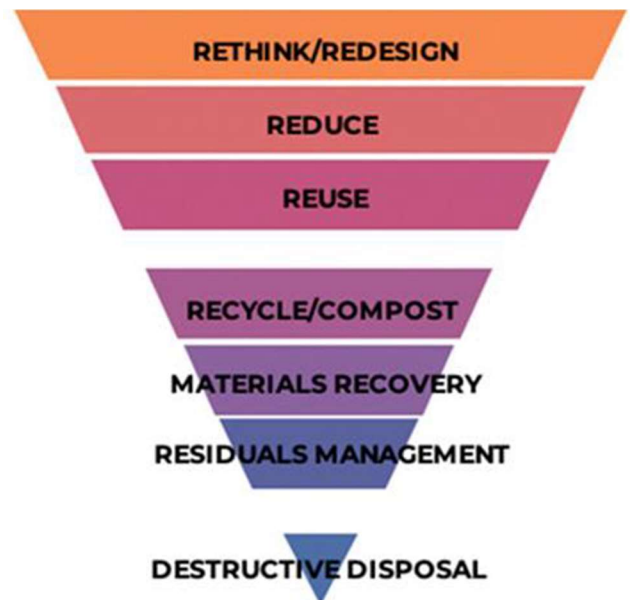 RETHINK/REDESIGN
REDUCE
REUSE
RECYCLE/COMPOST
MATERIALS RECOVERY
RESIDUALS MANAGEMENT
DESTRUCTIVE DISPOSAL